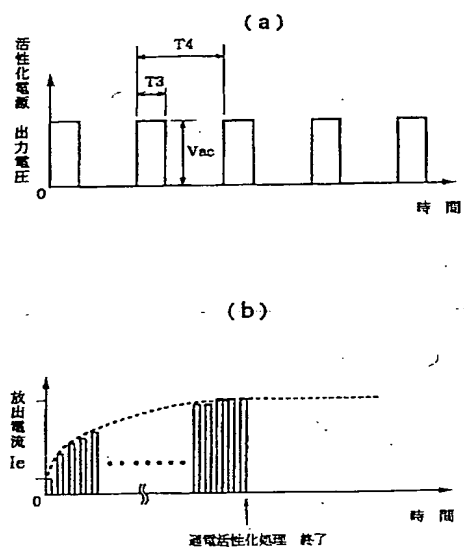 (a)
活性化電源 出力電圧
T4
T3
Vac
0
時 間
(b)
放出電流
Ie
0
時 間
通電活性化処理 終了